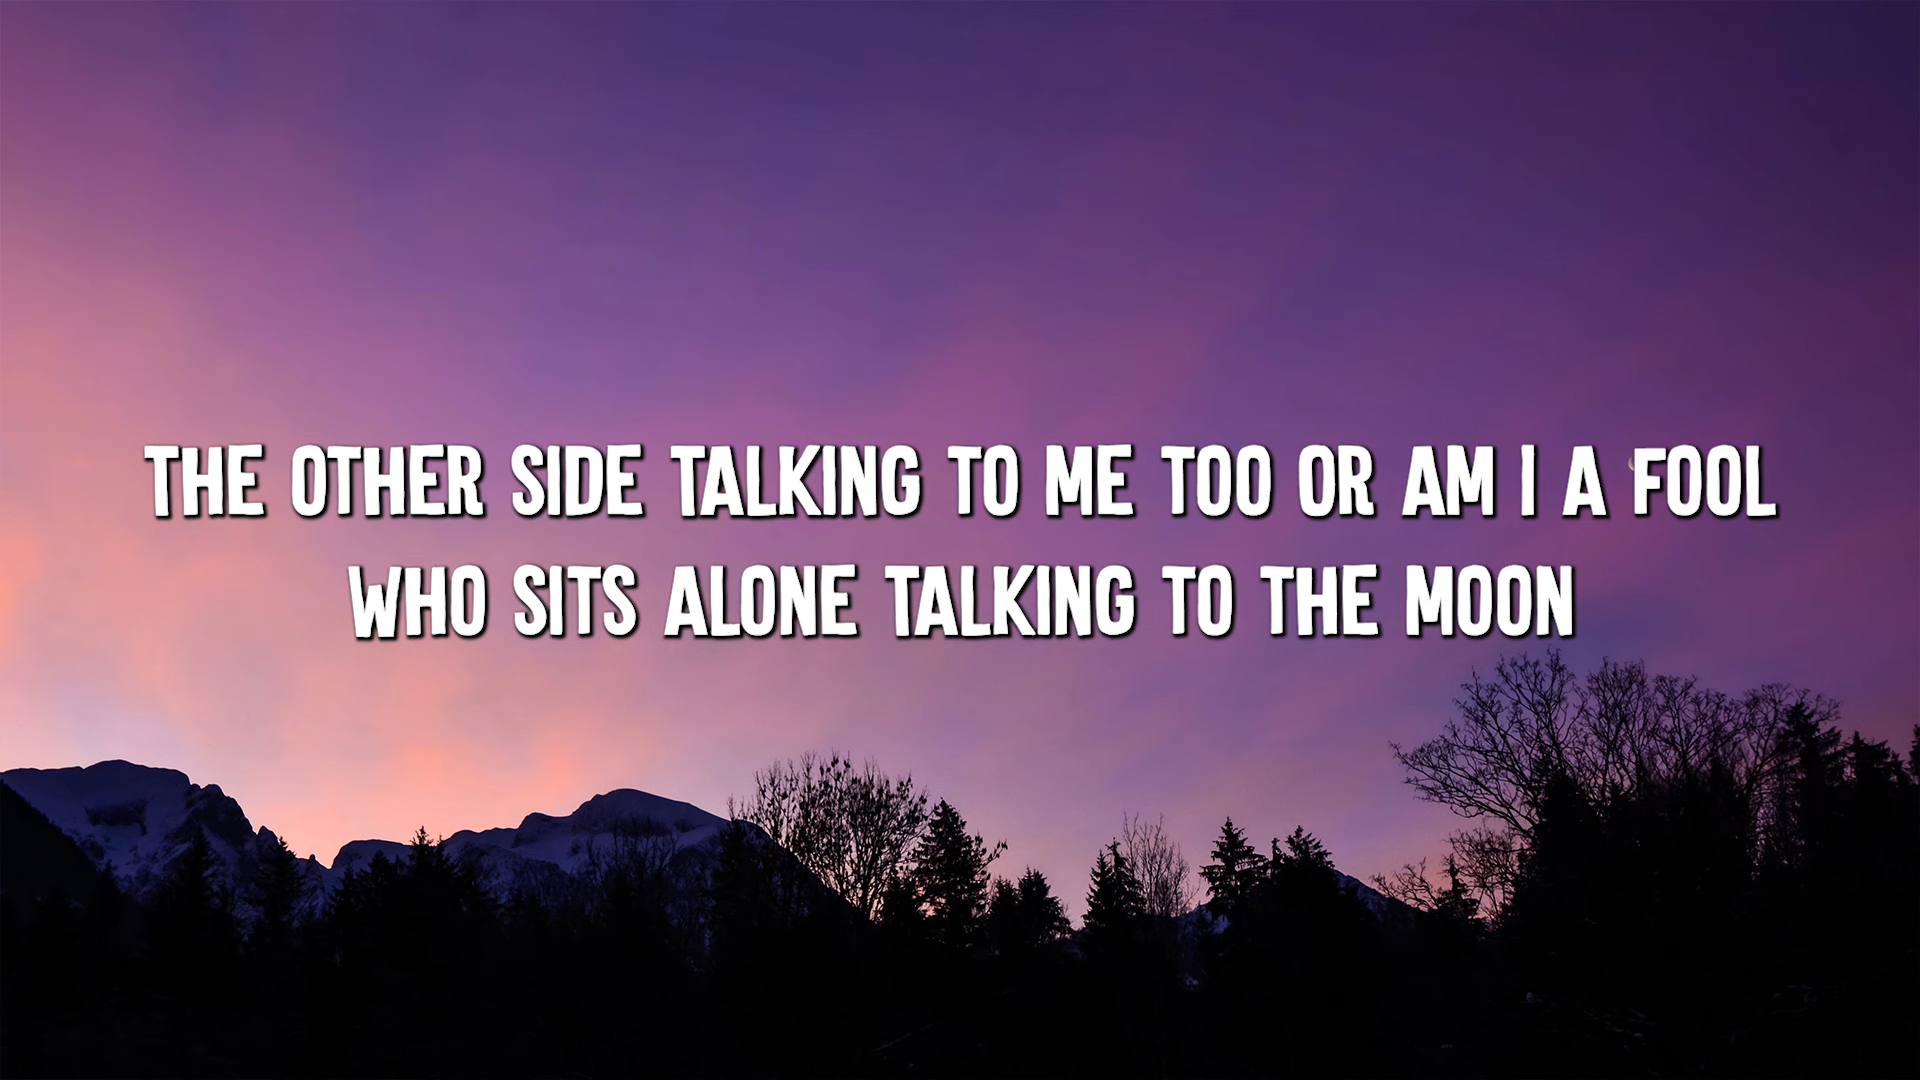 THE OTHER SIDE TALKING TO ME TOO OR AM I A FOOL
WHO SITS ALONE TALKING TO THE MOON